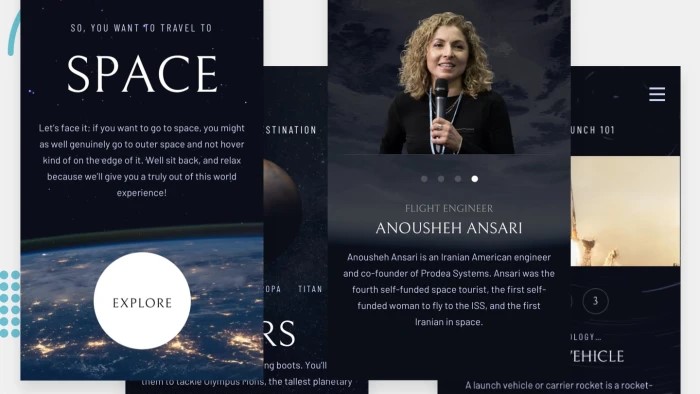 SO, YOU WANT TO TRAVEL TO
SPACE
Let's face it: if you want to go to space, you might
as well genuinely go to outer space and not hover
kind of on the edge of it. Well sit back, and relax
because we'll give you a truly out of this world
experience!
EXPLORE
ESTINATION
OPA TITAN
RS
ng boots. You'll
them to tackle Olympus Mons, the tallest planetary
FLIGHT ENGINEER
ANOUSHEH ANSARI
Anousheh Ansari is an Iranian American engineer
and co-founder of Prodea Systems. Ansari was the
fourth self-funded space tourist, the first self-
funded woman to fly to the ISS, and the first
Iranian in space.
UNCH 101
3
OLOGY…
VEHICLE
A launch vehicle or carrier rocket is a rocket-